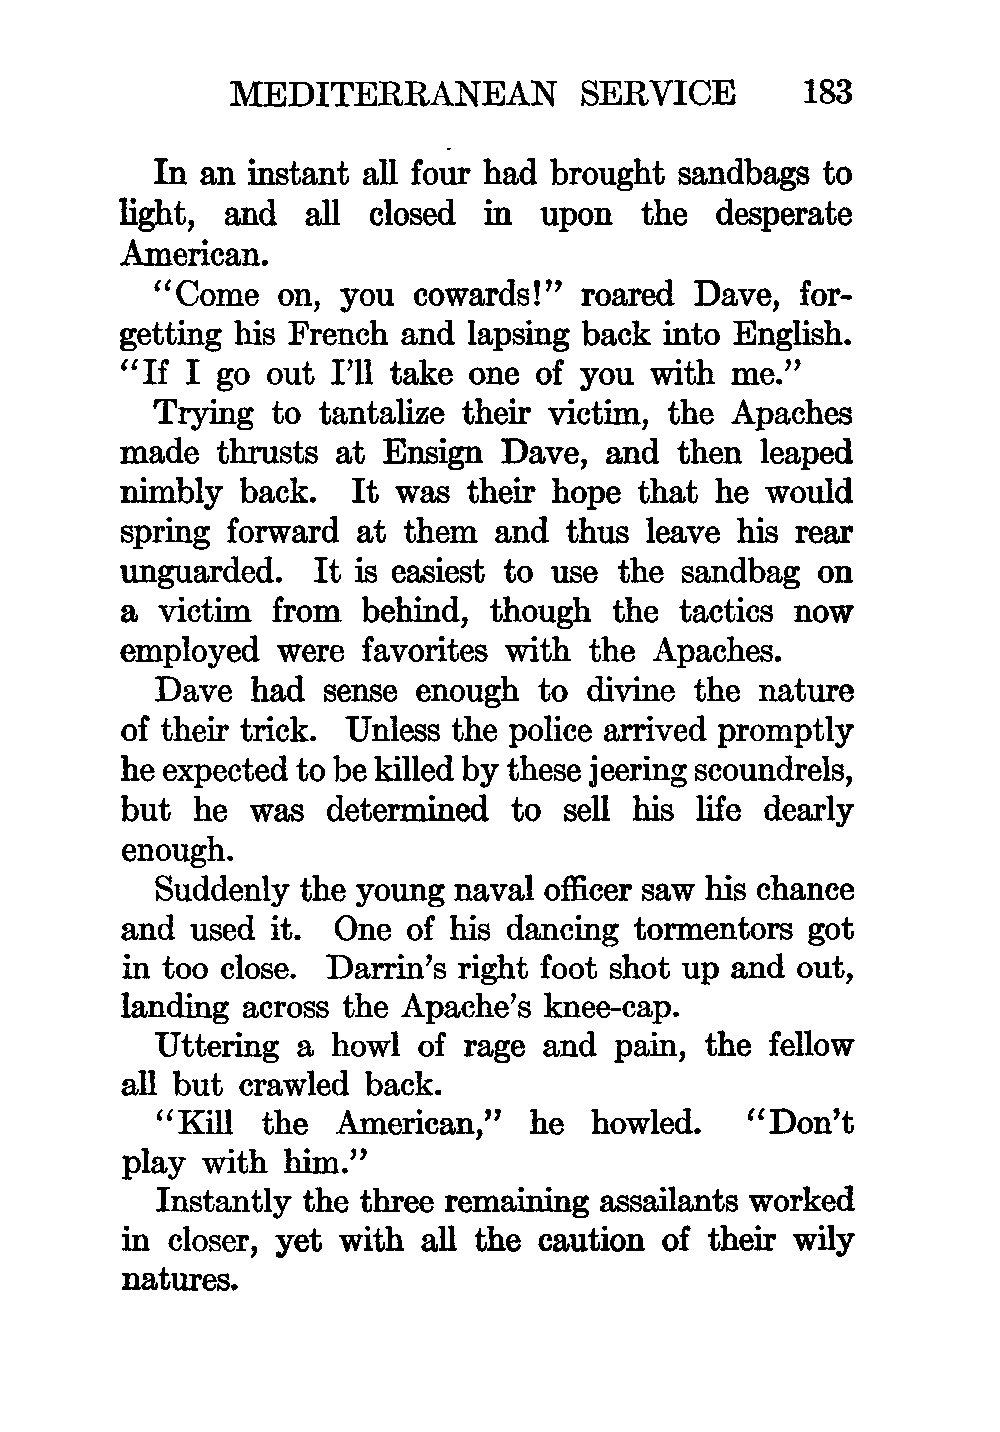 MEDITERRANEAN SERVICE 183
In an instant all four had brought sandbags to
light, and all closed in upon the desperate
American.
“Come on, you cowards!” roared Dave, for-
getting his French and lapsing back into English.
“If I go out I’ll take one of you with me.”
Trying to tantalize their victim, the Apaches
made thrusts at Ensign Dave, and then leaped
nimbly back. It was their hope that he would
spring forward at them and thus leave his rear
unguarded. It is easiest to use the sandbag on
a victim from behind, though the tactics now
employed were favorites with the Apaches.
Dave had sense enough to divine the nature
of their trick. Unless the police arrived promptly
he expected to be killed by these jeering scoundrels,
but he was determined to sell his life dearly
enough.
Suddenly the young naval officer saw his chance
and used it. One of his dancing tormentors got
in too close. Darrin’s right foot shot up and out,
landing across the Apache’s knee-cap.
Uttering a howl of rage and pain, the fellow
all but crawled back.
“Kill the American,” he howled. “Don’t
play with him.”
Instantly the three remaining assailants worked
in closer, yet with all the caution of their wily
natures.